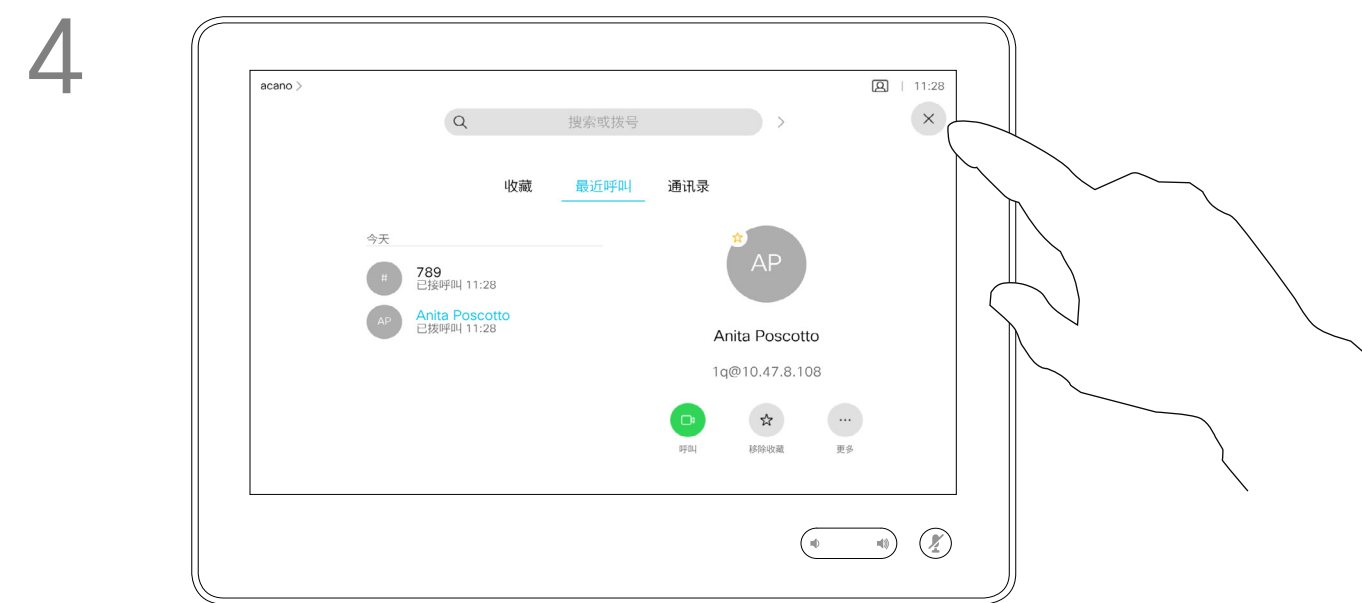 4
acano >
11:28
搜索或拨号
收藏 最近呼叫 通讯录
今天
# 789
已接呼叫 11:28
AP Anita Poscotto
已拨呼叫 11:28
AP
Anita Poscotto
1q@10.47.8.108
呼叫 移除收藏 更多